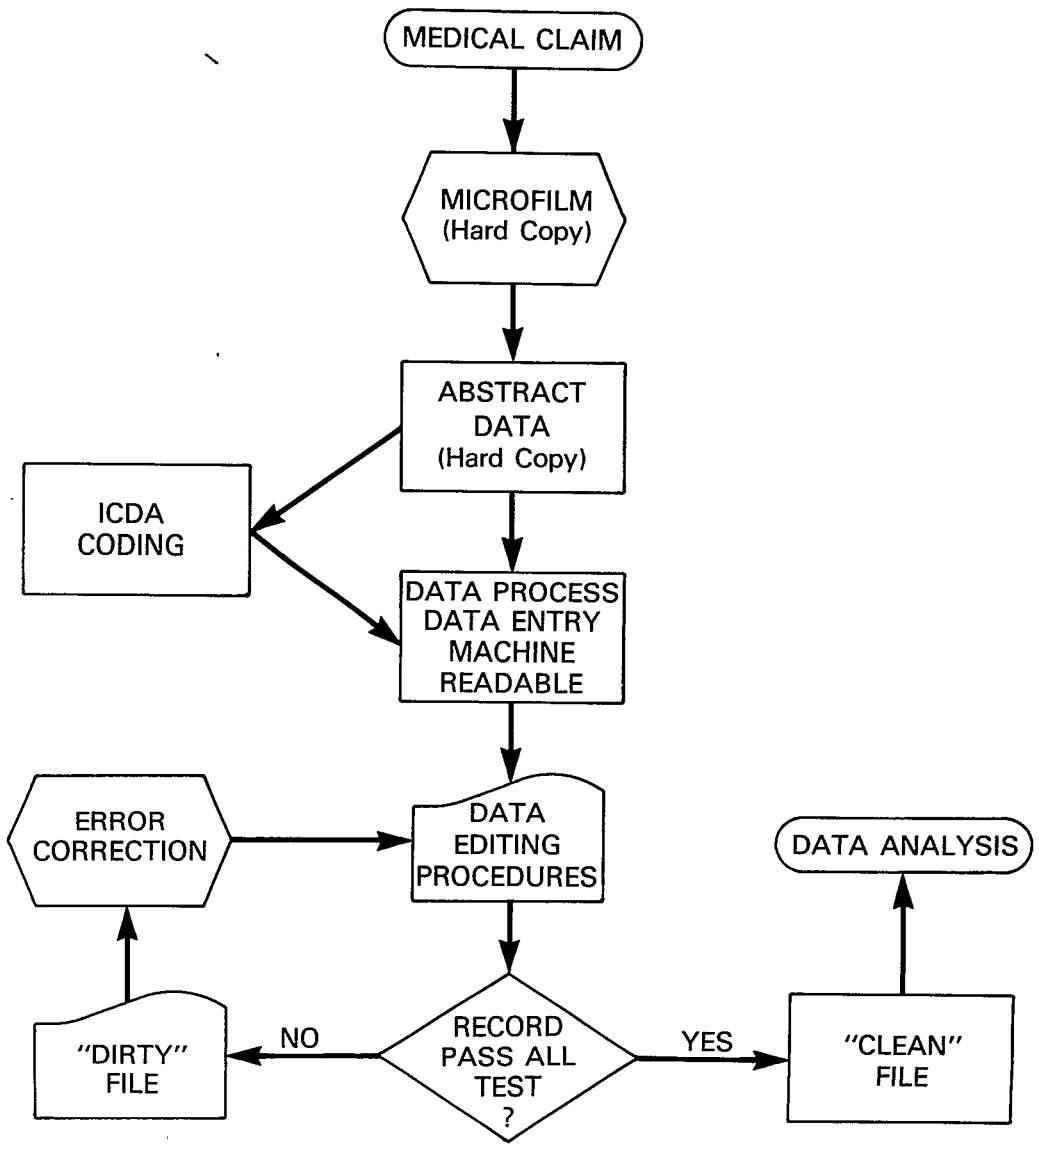 MEDICAL CLAIM
MICROFILM
(Hard Copy)
ABSTRACT
DATA
(Hard Copy)
ICDA
CODING
DATA PROCESS
DATA ENTRY
MACHINE
READABLE
ERROR
CORRECTION
DATA
EDITING
PROCEDURES
DATA ANALYSIS
"DIRTY"
FILE
NO
RECORD
PASS ALL
TEST
?
YES
"CLEAN"
FILE